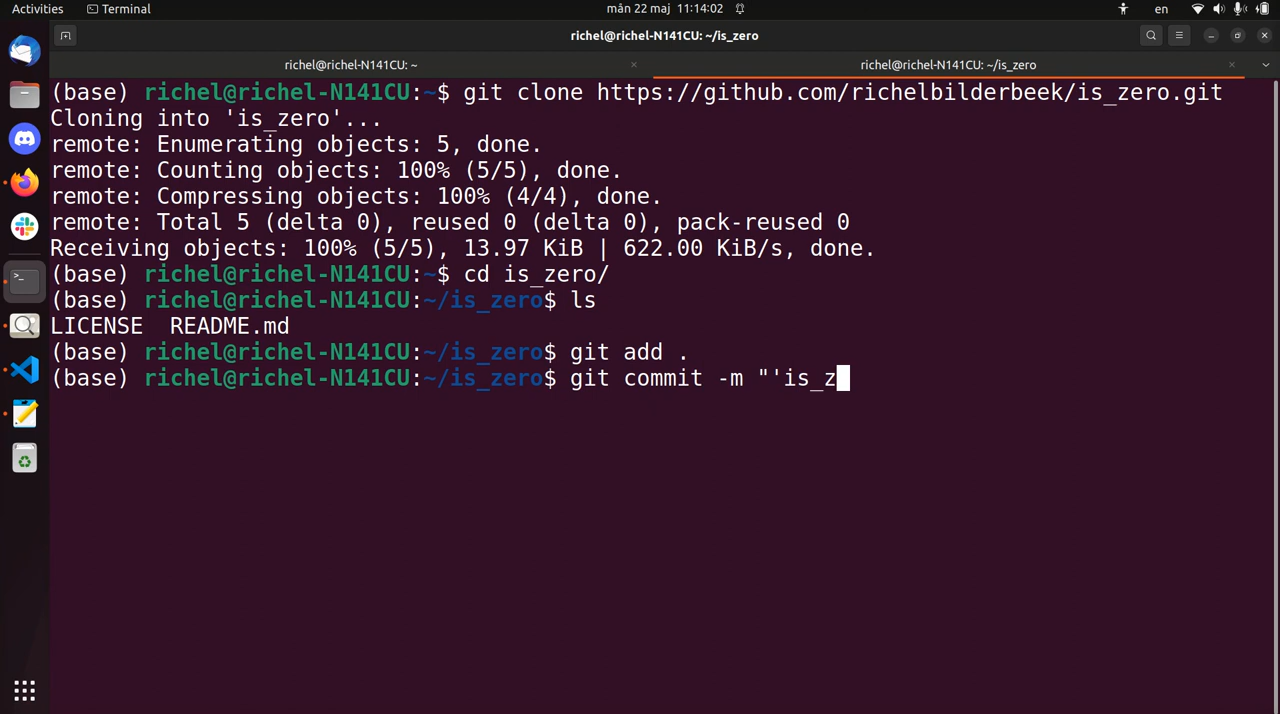 Activities Terminal mån 22 maj 11:14:02 en
richel@richel-N141CU: ~/is_zero
richel@richel-N141CU: ~ richel@richel-N141CU: ~/is_zero
(base) richel@richel-N141CU:~$ git clone https://github.com/richelbilderbeek/is_zero.git
Cloning into 'is_zero'...
remote: Enumerating objects: 5, done.
remote: Counting objects: 100% (5/5), done.
remote: Compressing objects: 100% (4/4), done.
remote: Total 5 (delta 0), reused 0 (delta 0), pack-reused 0
Receiving objects: 100% (5/5), 13.97 KiB | 622.00 KiB/s, done.
(base) richel@richel-N141CU:~$ cd is_zero/
(base) richel@richel-N141CU:~/is_zero$ ls
LICENSE README.md
(base) richel@richel-N141CU:~/is_zero$ git add .
(base) richel@richel-N141CU:~/is_zero$ git commit -m "'is_z